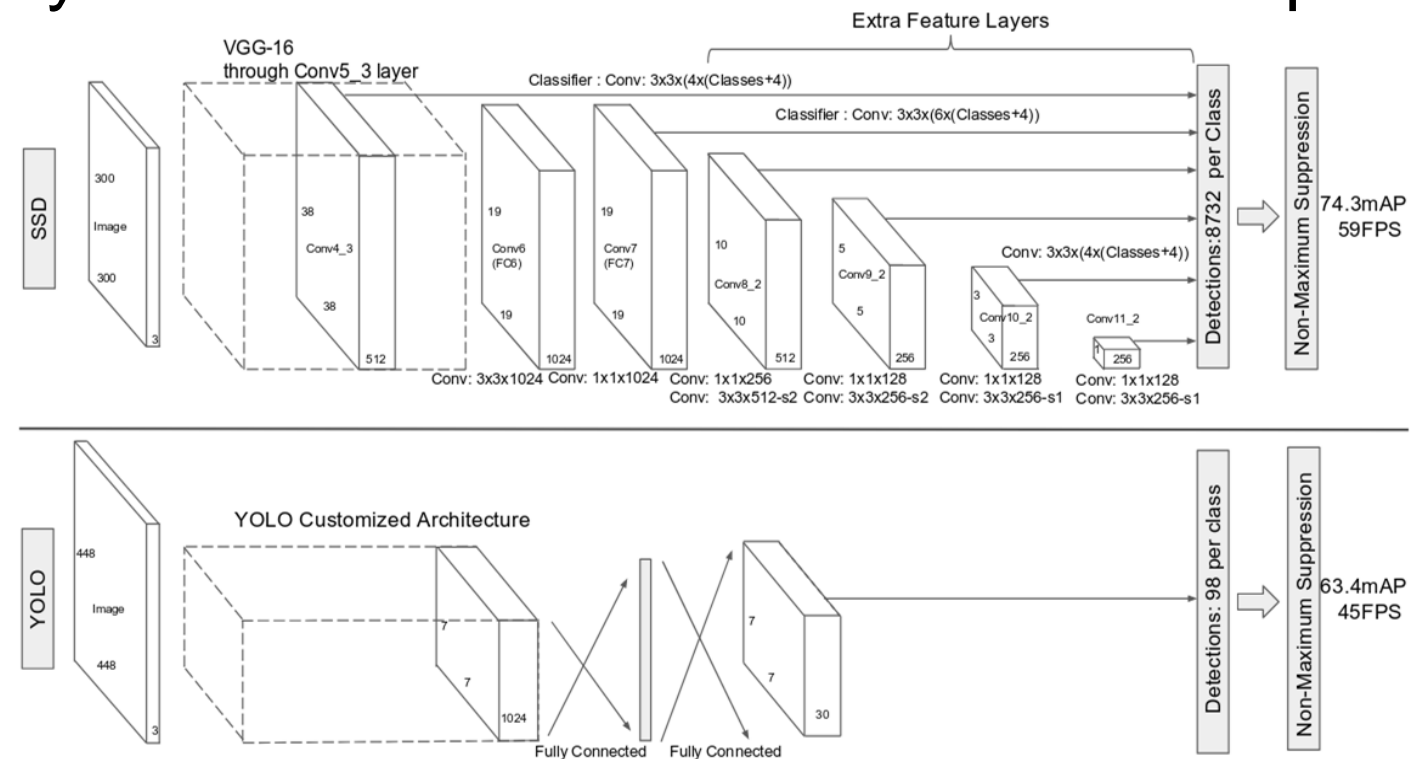 Extra Feature Layers
VGG-16
through Conv5_3 layer
Classifier : Conv: 3x3x(4x(Classes+4))
Classifier : Conv: 3x3x(6x(Classes+4))
SSD
300
Image
300
3
38
Conv4_3
38
512
19
Conv6
(FC6)
19
1024
19
Conv7
(FC7)
19
1024
10
Conv8_2
10
512
5
Conv9_2
5
256
Conv: 3x3x(4x(Classes+4))
3
Conv10_2
3
256
Conv11_2
1
256
Detections:8732 per Class
Non-Maximum Suppression
74.3mAP
59FPS
Conv: 3x3x1024
Conv: 1x1x1024
Conv: 1x1x256
Conv: 3x3x512-s2
Conv: 1x1x128
Conv: 3x3x256-s2
Conv: 1x1x128
Conv: 3x3x256-s1
Conv: 1x1x128
Conv: 3x3x256-s1
YOLO
448
Image
448
3
YOLO Customized Architecture
7
7
1024
Fully Connected
Fully Connected
7
7
30
Detections: 98 per class
Non-Maximum Suppression
63.4mAP
45FPS